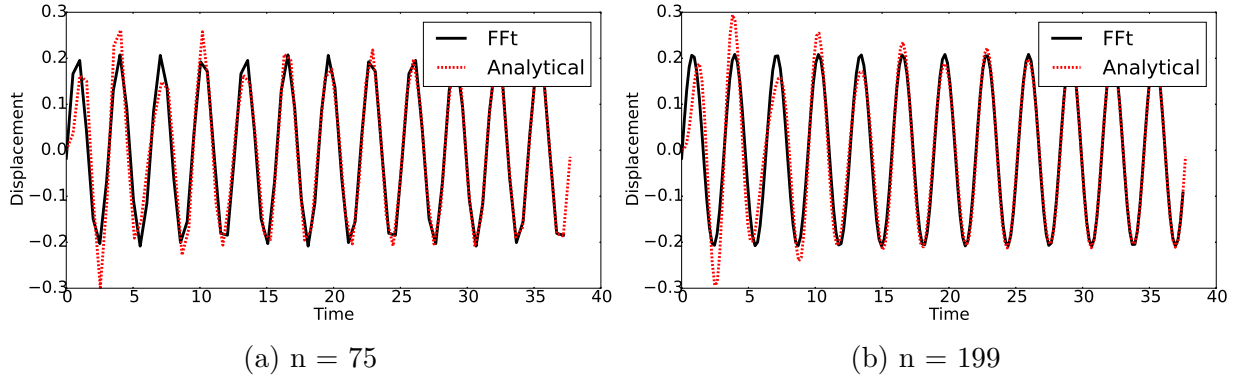 0.3
0.2
0.1
0.0
−0.1
−0.2
−0.3
Displacement
0 5 10 15 20 25 30 35 40
Time
FFt
Analytical
(a) n = 75
0.3
0.2
0.1
0.0
−0.1
−0.2
−0.3
Displacement
0 5 10 15 20 25 30 35 40
Time
FFt
Analytical
(b) n = 199